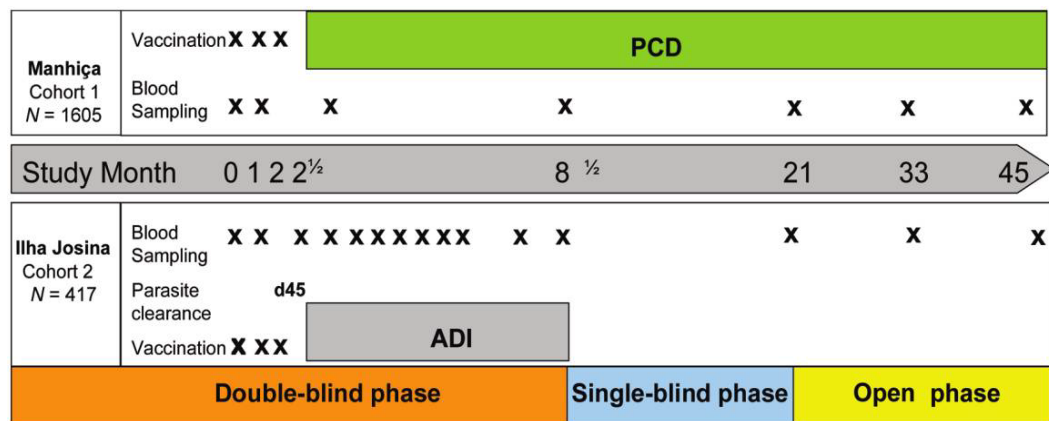 Vaccination X X X
PCD
Manhiça
Cohort 1
N = 1605
Blood
Sampling X X X X X X X
Study Month 0 1 2 2½ 8 ½ 21 33 45
Ilha Josina
Cohort 2
N = 417
Blood
Sampling X X X X X X X X X X X X X X X
Parasite
clearance d45
Vaccination X X X
ADI
Double-blind phase Single-blind phase Open phase